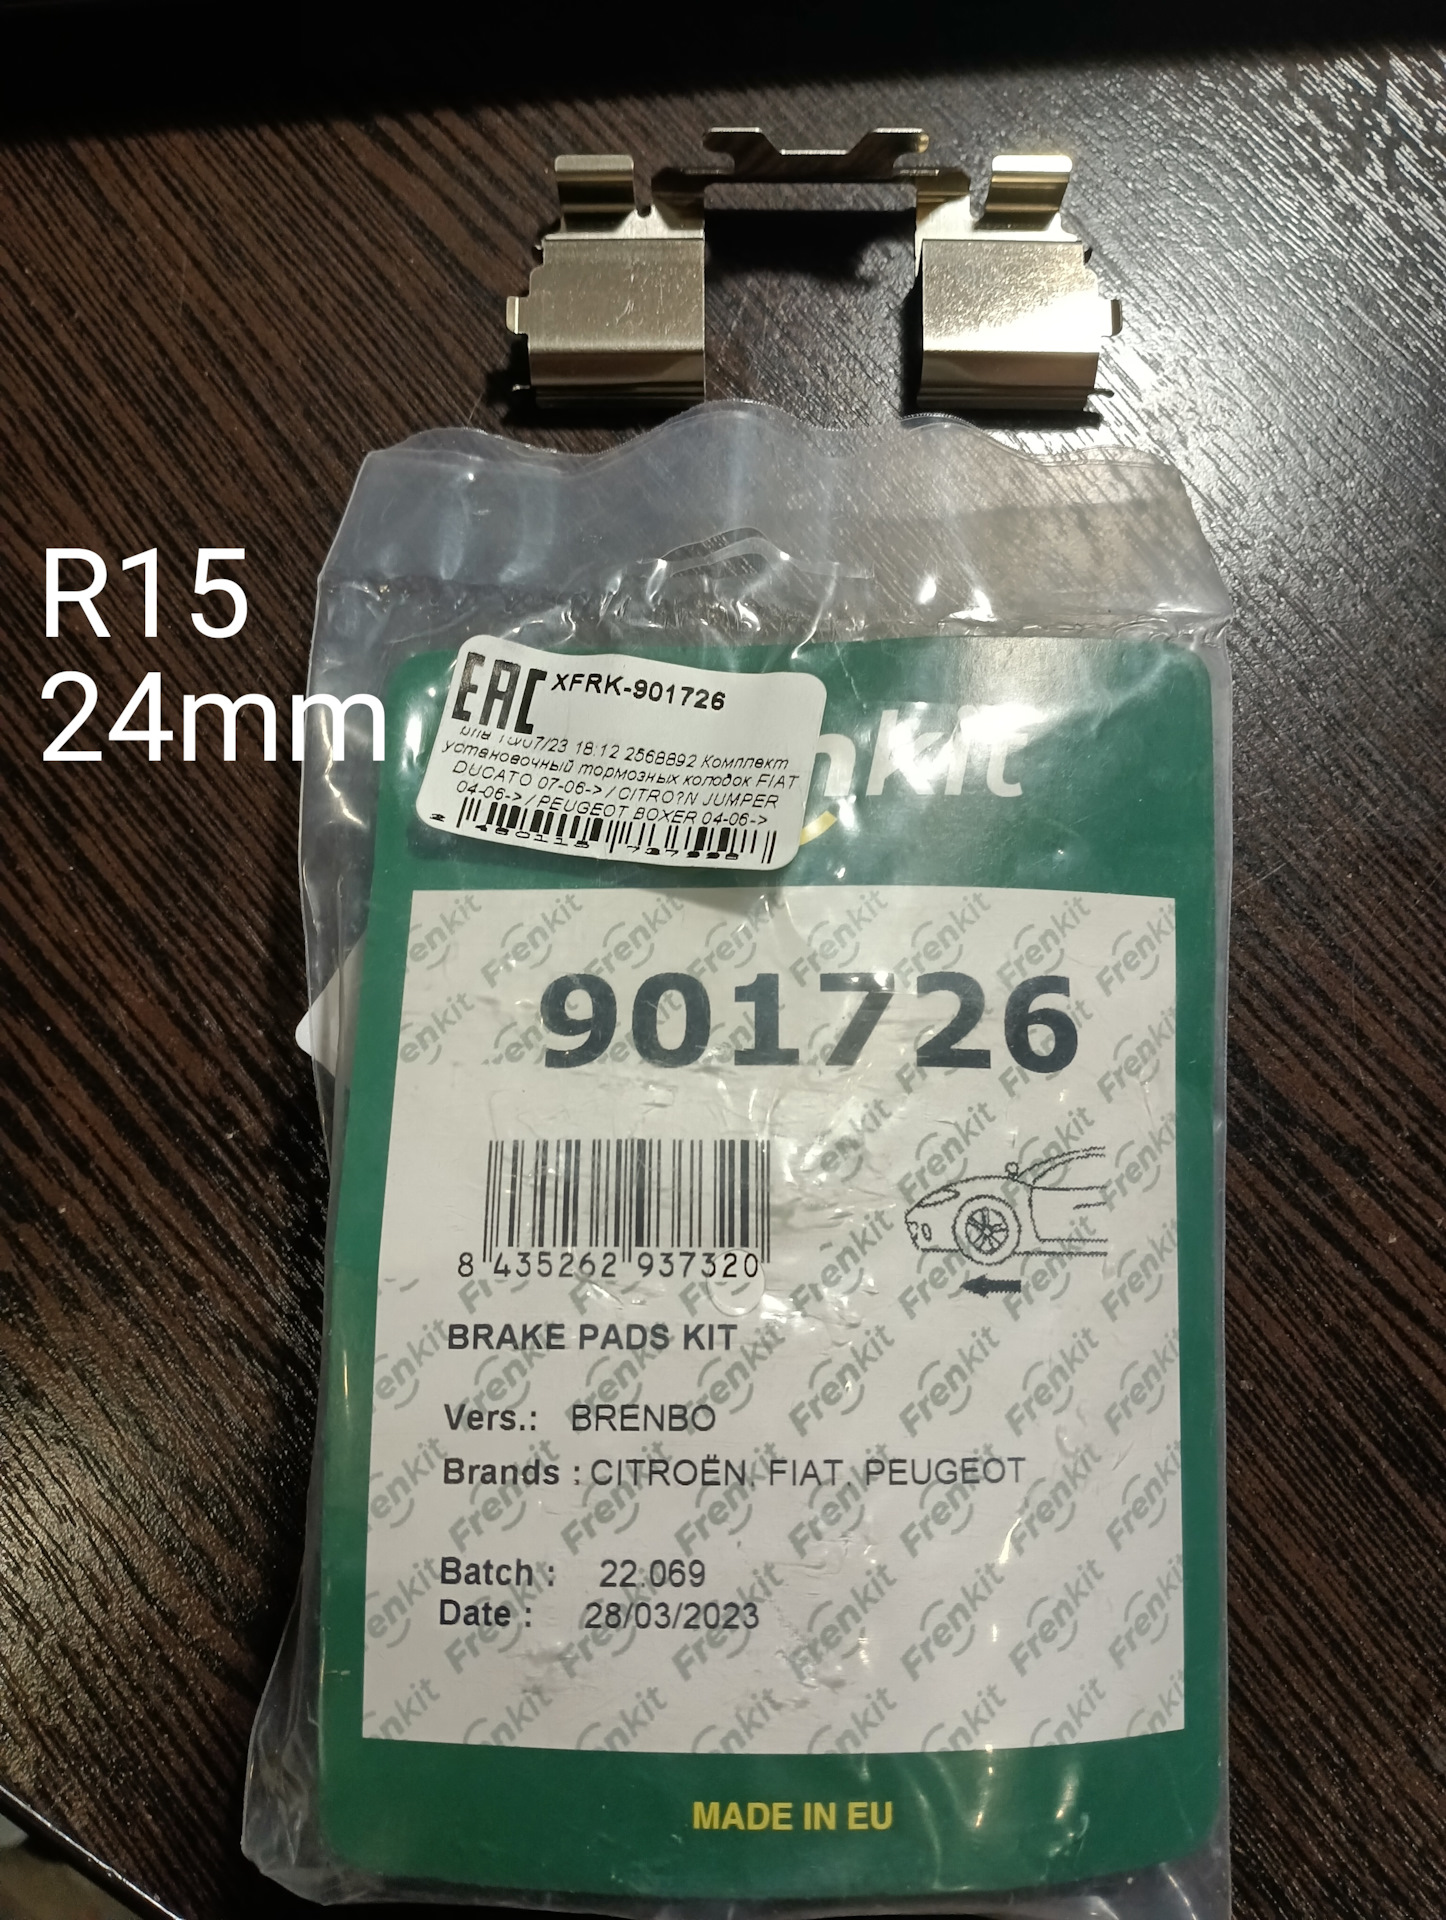 R15
24mm
EAC XFRK-901726
18:12 2568892 Комплект
установочный тормозных колодок FIAT
DUCATO 07-06-> / CITRO?N JUMPER
04-06-> / PEUGEOT BOXER 04-06->
nkit
901726
8 435262 937320
BRAKE PADS KIT
Vers.: BRENBO
Brands : CITROËN, FIAT, PEUGEOT
Batch : 22.069
Date : 28/03/2023
MADE IN EU